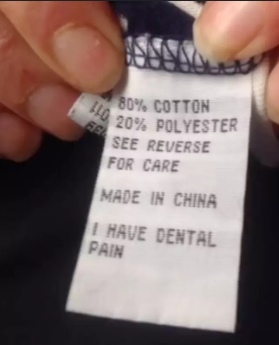 80% COTTON
20% POLYESTER
SEE REVERSE
FOR CARE
MADE IN CHINA
I HAVE DENTAL
PAIN